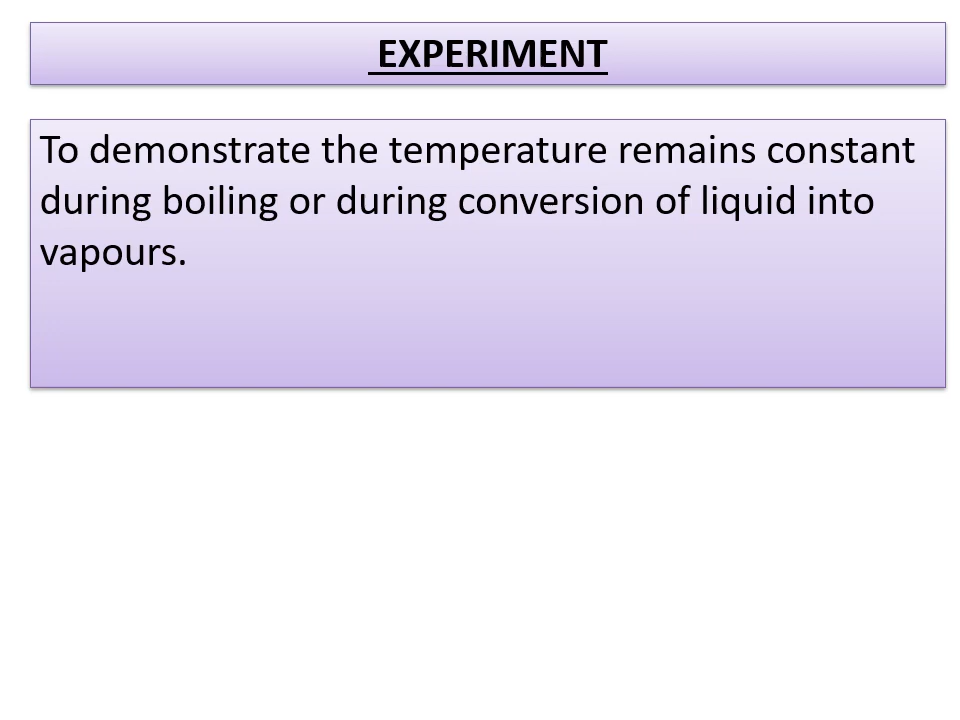 EXPERIMENT
To demonstrate the temperature remains constant
during boiling or during conversion of liquid into
vapours.